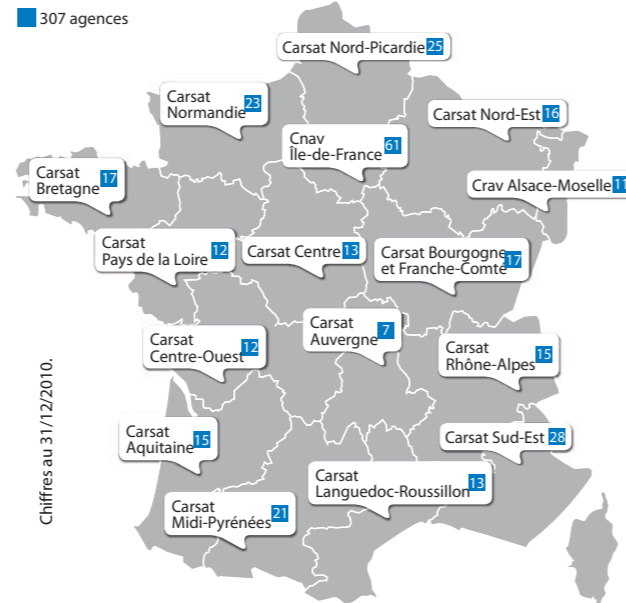 307 agences
Carsat Nord-Picardie 25
Carsat
Normandie 23
Carsat Nord-Est 16
Cnav
Île-de-France 61
Carsat
Bretagne 17
Crav Alsace-Moselle 11
Carsat
Pays de la Loire 12
Carsat Centre 13
Carsat Bourgogne
et Franche-Comté 17
Carsat
Auvergne 7
Carsat
Centre-Ouest 12
Carsat
Rhône-Alpes 15
Carsat
Aquitaine 15
Carsat Sud-Est 28
Carsat
Languedoc-Roussillon 13
Carsat
Midi-Pyrénées 21
Chiffres au 31/12/2010.